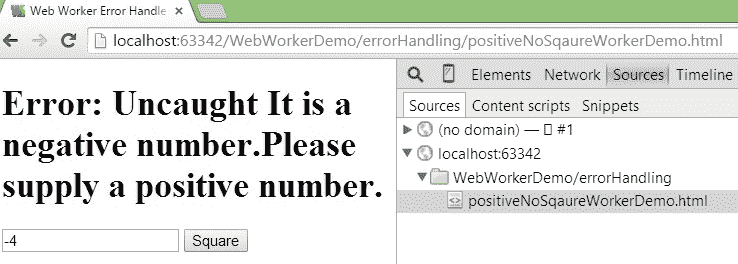 Web Worker Error Handle
localhost:63342/WebWorkerDemo/errorHandling/positiveNoSqaureWorkerDemo.html
Error: Uncaught It is a
negative number.Please
supply a positive number.
-4 Square
Elements Network Sources Timeline
Sources Content scripts Snippets
(no domain) — #1
localhost:63342
WebWorkerDemo/errorHandling
positiveNoSqaureWorkerDemo.html